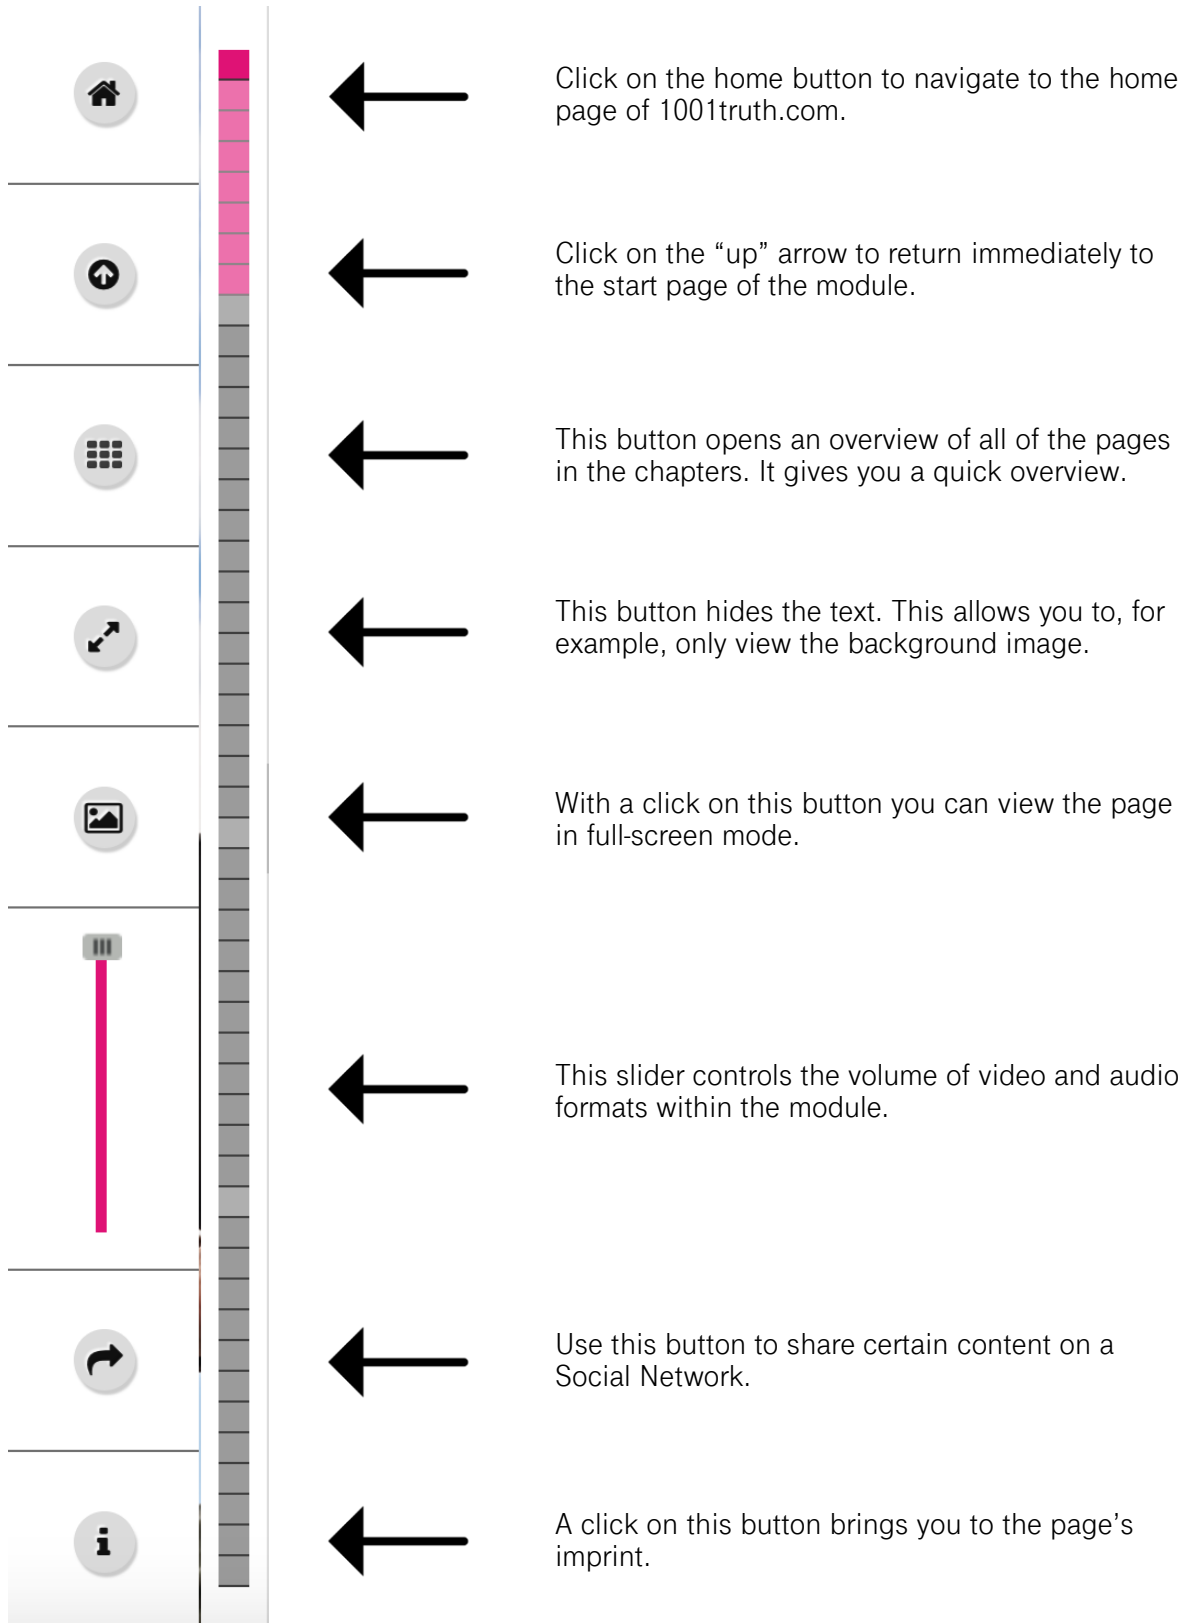 Click on the home button to navigate to the home
page of 1001truth.com.
Click on the “up” arrow to return immediately to
the start page of the module.
This button opens an overview of all of the pages
in the chapters. It gives you a quick overview.
This button hides the text. This allows you to, for
example, only view the background image.
With a click on this button you can view the page
in full-screen mode.
This slider controls the volume of video and audio
formats within the module.
Use this button to share certain content on a
Social Network.
A click on this button brings you to the page’s
imprint.